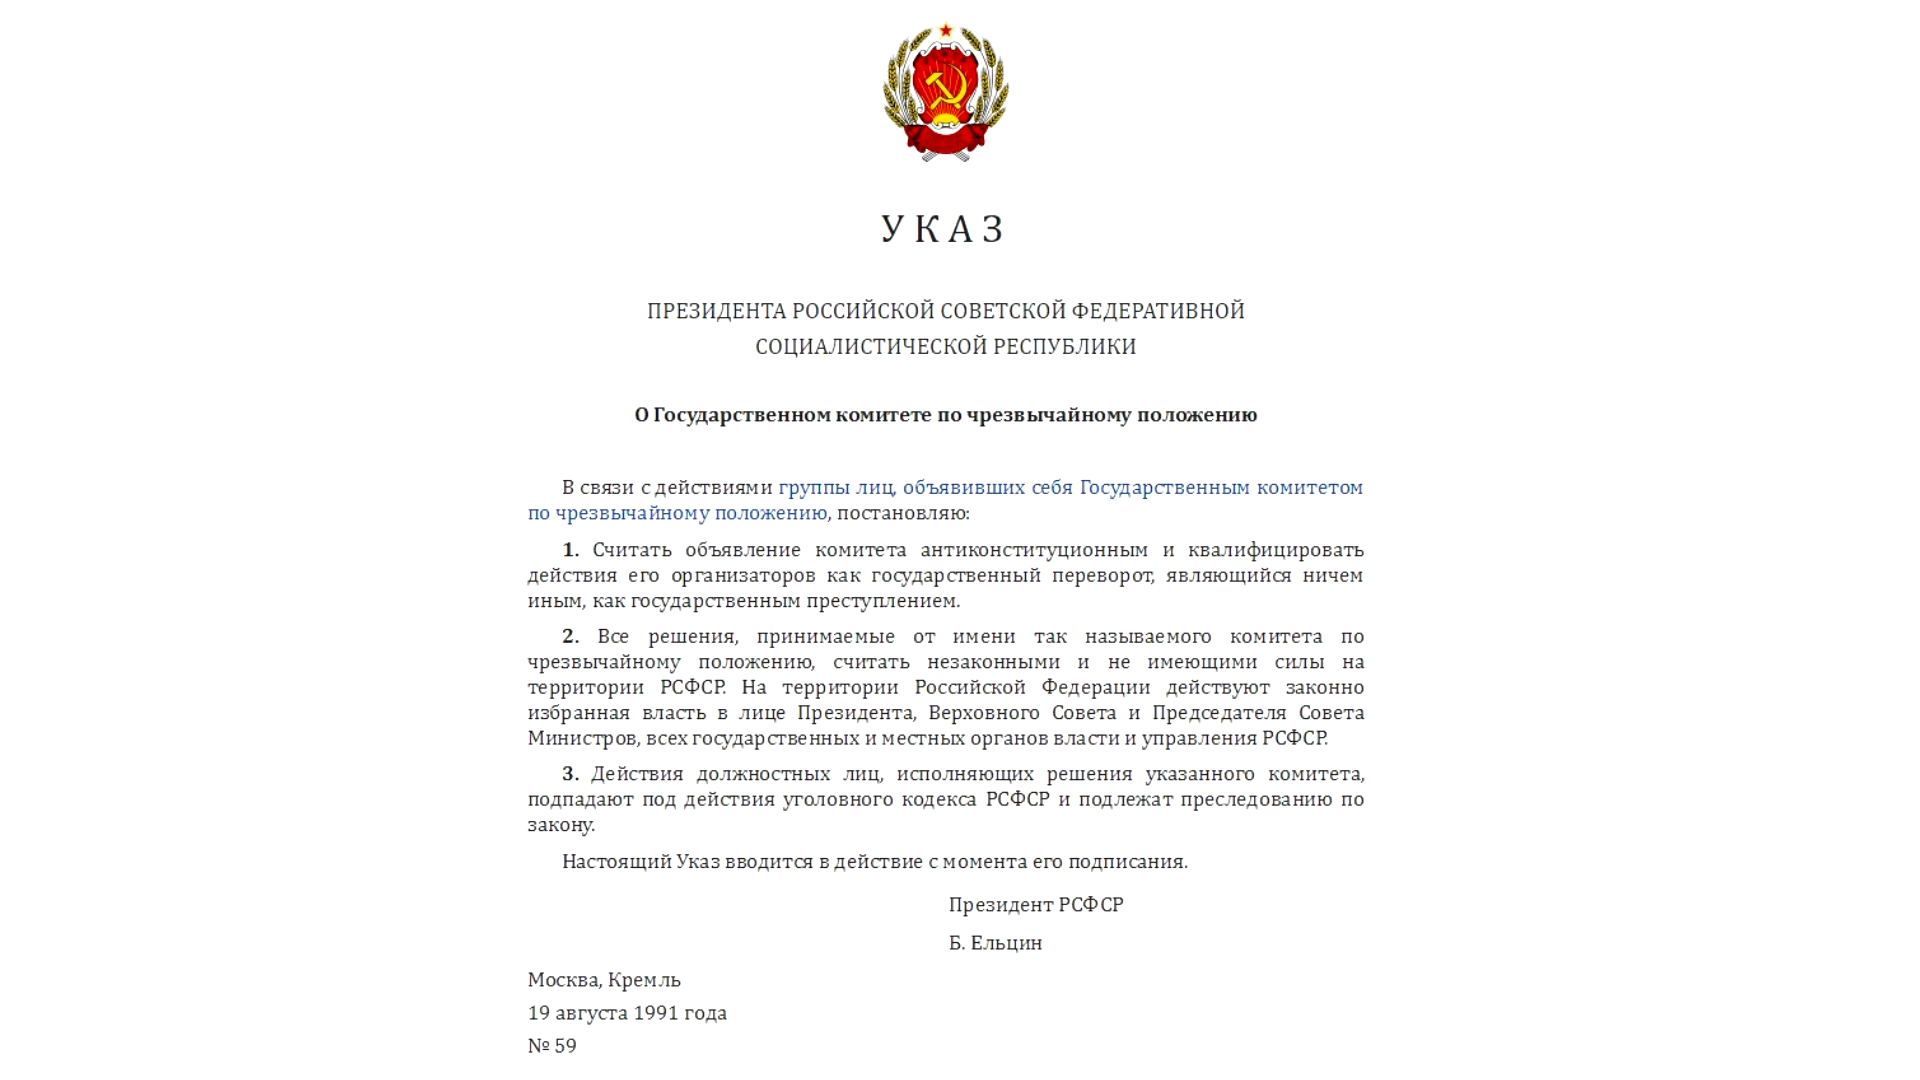 УКАЗ
ПРЕЗИДЕНТА РОССИЙСКОЙ СОВЕТСКОЙ ФЕДЕРАТИВНОЙ
СОЦИАЛИСТИЧЕСКОЙ РЕСПУБЛИКИ
О Государственном комитете по чрезвычайному положению
В связи с действиями группы лиц, объявивших себя Государственным комитетом
по чрезвычайному положению, постановляю:
1. Считать объявление комитета антиконституционным и квалифицировать
действия его организаторов как государственный переворот, являющийся ничем
иным, как государственным преступлением.
2. Все решения, принимаемые от имени так называемого комитета по
чрезвычайному положению, считать незаконными и не имеющими силы на
территории РСФСР. На территории Российской Федерации действуют законно
избранная власть в лице Президента, Верховного Совета и Председателя Совета
Министров, всех государственных и местных органов власти и управления РСФСР.
3. Действия должностных лиц, исполняющих решения указанного комитета,
подпадают под действия уголовного кодекса РСФСР и подлежат преследованию по
закону.
Настоящий Указ вводится в действие с момента его подписания.
Президент РСФСР
Б. Ельцин
Москва, Кремль
19 августа 1991 года
№ 59